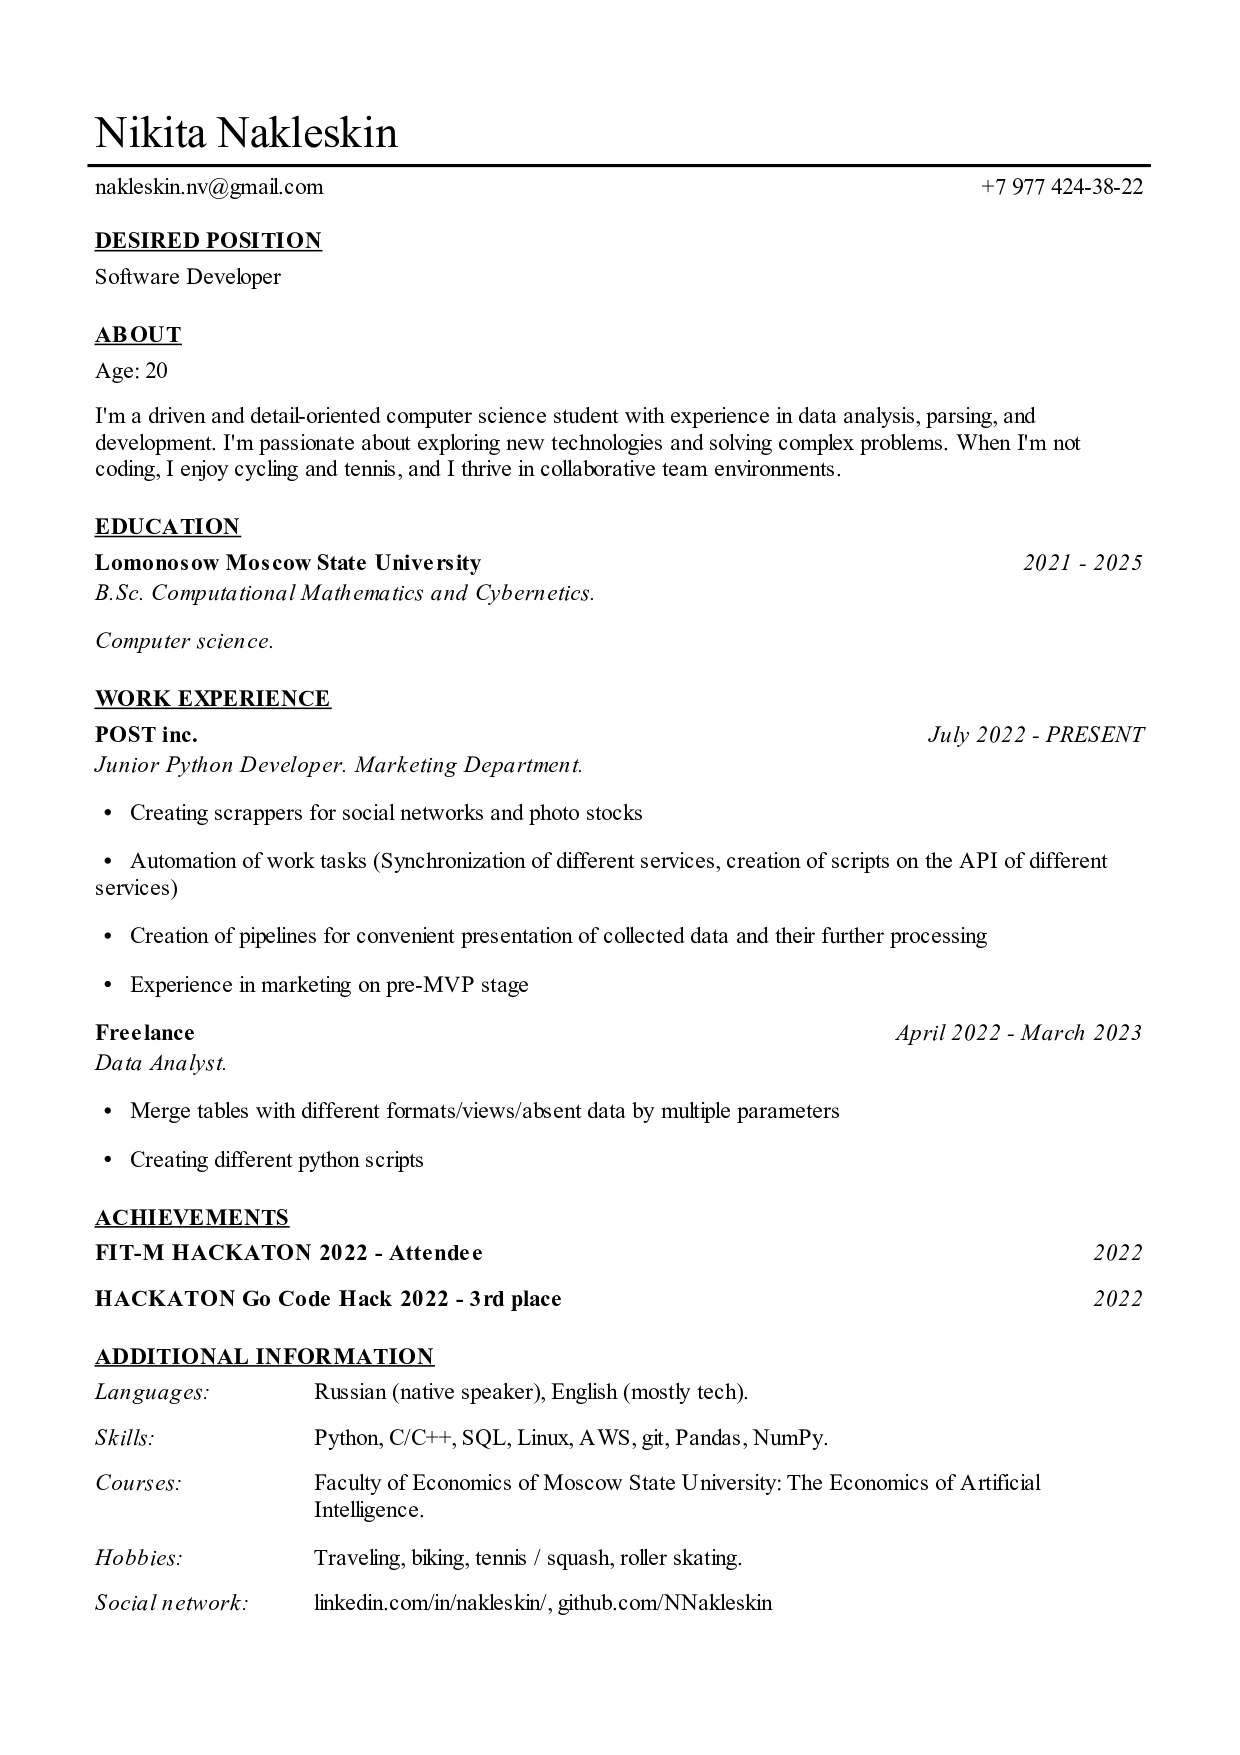 Nikita Nakleskin
nakleskin.nv@gmail.com +7 977 424-38-22
DESIRED POSITION
Software Developer
ABOUT
Age: 20
I'm a driven and detail-oriented computer science student with experience in data analysis, parsing, and
development. I'm passionate about exploring new technologies and solving complex problems. When I'm not
coding, I enjoy cycling and tennis, and I thrive in collaborative team environments.
EDUCATION
Lomonosow Moscow State University 2021 - 2025
B.Sc. Computational Mathematics and Cybernetics.
Computer science.
WORK EXPERIENCE
POST inc. July 2022 - PRESENT
Junior Python Developer. Marketing Department.
• Creating scrappers for social networks and photo stocks
• Automation of work tasks (Synchronization of different services, creation of scripts on the API of different
services)
• Creation of pipelines for convenient presentation of collected data and their further processing
• Experience in marketing on pre-MVP stage
Freelance April 2022 - March 2023
Data Analyst.
• Merge tables with different formats/views/absent data by multiple parameters
• Creating different python scripts
ACHIEVEMENTS
FIT-M HACKATON 2022 - Attendee 2022
HACKATON Go Code Hack 2022 - 3rd place 2022
ADDITIONAL INFORMATION
Languages: Russian (native speaker), English (mostly tech).
Skills: Python, C/C++, SQL, Linux, AWS, git, Pandas, NumPy.
Courses: Faculty of Economics of Moscow State University: The Economics of Artificial
Intelligence.
Hobbies: Traveling, biking, tennis / squash, roller skating.
Social network: linkedin.com/in/nakleskin/, github.com/NNakleskin